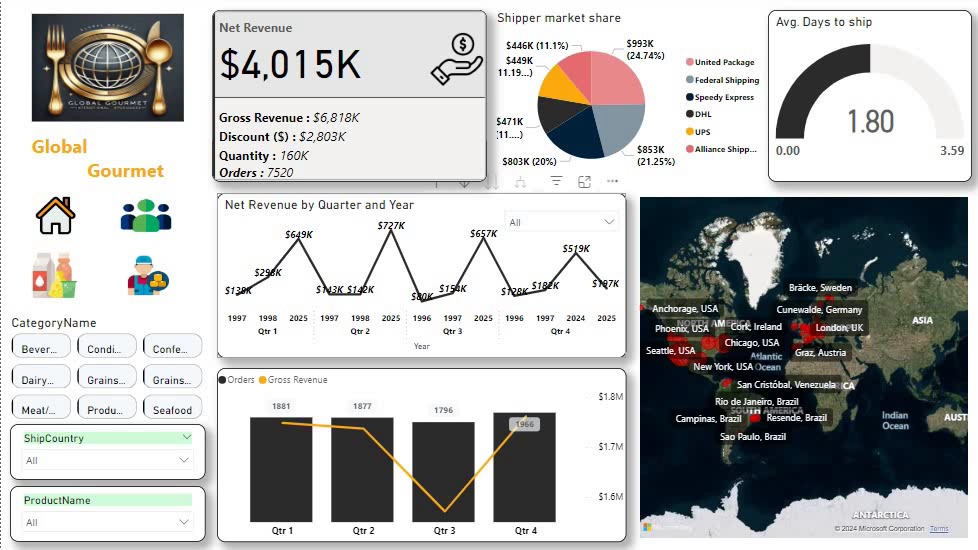 GLOBAL GOURMET
Global
Gourmet
CategoryName
Bever...
Condi...
Confe...
Dairy...
Grains...
Grains...
Meat/...
Produ...
Seafood
ShipCountry
All
ProductName
All
Net Revenue
$4,015K
Gross Revenue : $6,818K
Discount ($) : $2,803K
Quantity : 160K
Orders : 7520
Shipper market share
$446K (11.1%)
$993K
(24.74%)
$449K
(11.19...)
$471K
(11....)
$803K (20%)
$853K
(21.25%)
United Package
Federal Shipping
Speedy Express
DHL
UPS
Alliance Shipp...
Avg. Days to ship
1.80
0.00
3.59
Net Revenue by Quarter and Year
All
$649K
$727K
$657K
$519K
$298K
$143K
$142K
$80K
$154K
$128K
$182K
1997 1998 2025 1997 1998 2025 1996 1997 2025 1996 1997 2024 2025
Qtr 1 Qtr 2 Qtr 3 Qtr 4
Year
Orders Gross Revenue
1881
1877
1796
1966
$1.8M
$1.7M
$1.6M
Qtr 1 Qtr 2 Qtr 3 Qtr 4
Bräcke, Sweden
Anchorage, USA
Cunewalde, Germany
NORTH AMERICA
ASIA
Phoenix, USA
Cork, Ireland
London, UK
Chicago, USA
Seattle, USA
Graz, Austria
Atlantic
Ocean
New York, USA
San Cristóbal, Venezuela
Rio de Janeiro, Brazil
SOUTH AMERICA
Campinas, Brazil
Resende, Brazil
Indian
Ocean
AUST
Sao Paulo, Brazil
ANTARCTICA
© 2024 Microsoft Corporation Terms